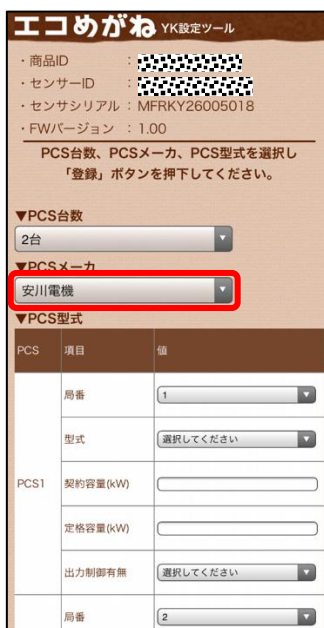 エコめがね YK設定ツール
・商品ID :
・センサーID :
・センサシリアル : MFRKY26005018
・FWバージョン : 1.00
PCS台数、PCSメーカ、PCS型式を選択し
「登録」ボタンを押下してください。
▼PCS台数
2台
▼PCSメーカ
安川電機
▼PCS型式
PCS 項目 値
局番 1
型式 選択してください
PCS1 契約容量(kW)
定格容量(kW)
出力制御有無 選択してください
局番 2